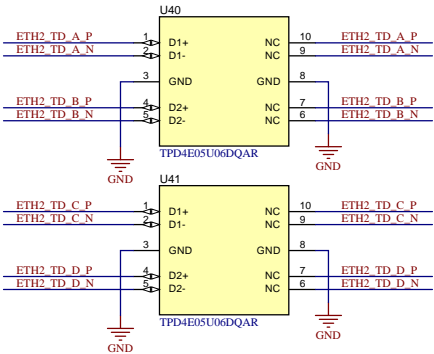 U40
ETH2_TD_A_P 1 D1+ NC 10 ETH2_TD_A_P
ETH2_TD_A_N 2 D1- NC 9 ETH2_TD_A_N
3 GND GND 8
ETH2_TD_B_P 4 D2+ NC 7 ETH2_TD_B_P
ETH2_TD_B_N 5 D2- NC 6 ETH2_TD_B_N
TPD4E05U06DQAR
GND GND
U41
ETH2_TD_C_P 1 D1+ NC 10 ETH2_TD_C_P
ETH2_TD_C_N 2 D1- NC 9 ETH2_TD_C_N
3 GND GND 8
ETH2_TD_D_P 4 D2+ NC 7 ETH2_TD_D_P
ETH2_TD_D_N 5 D2- NC 6 ETH2_TD_D_N
TPD4E05U06DQAR
GND GND